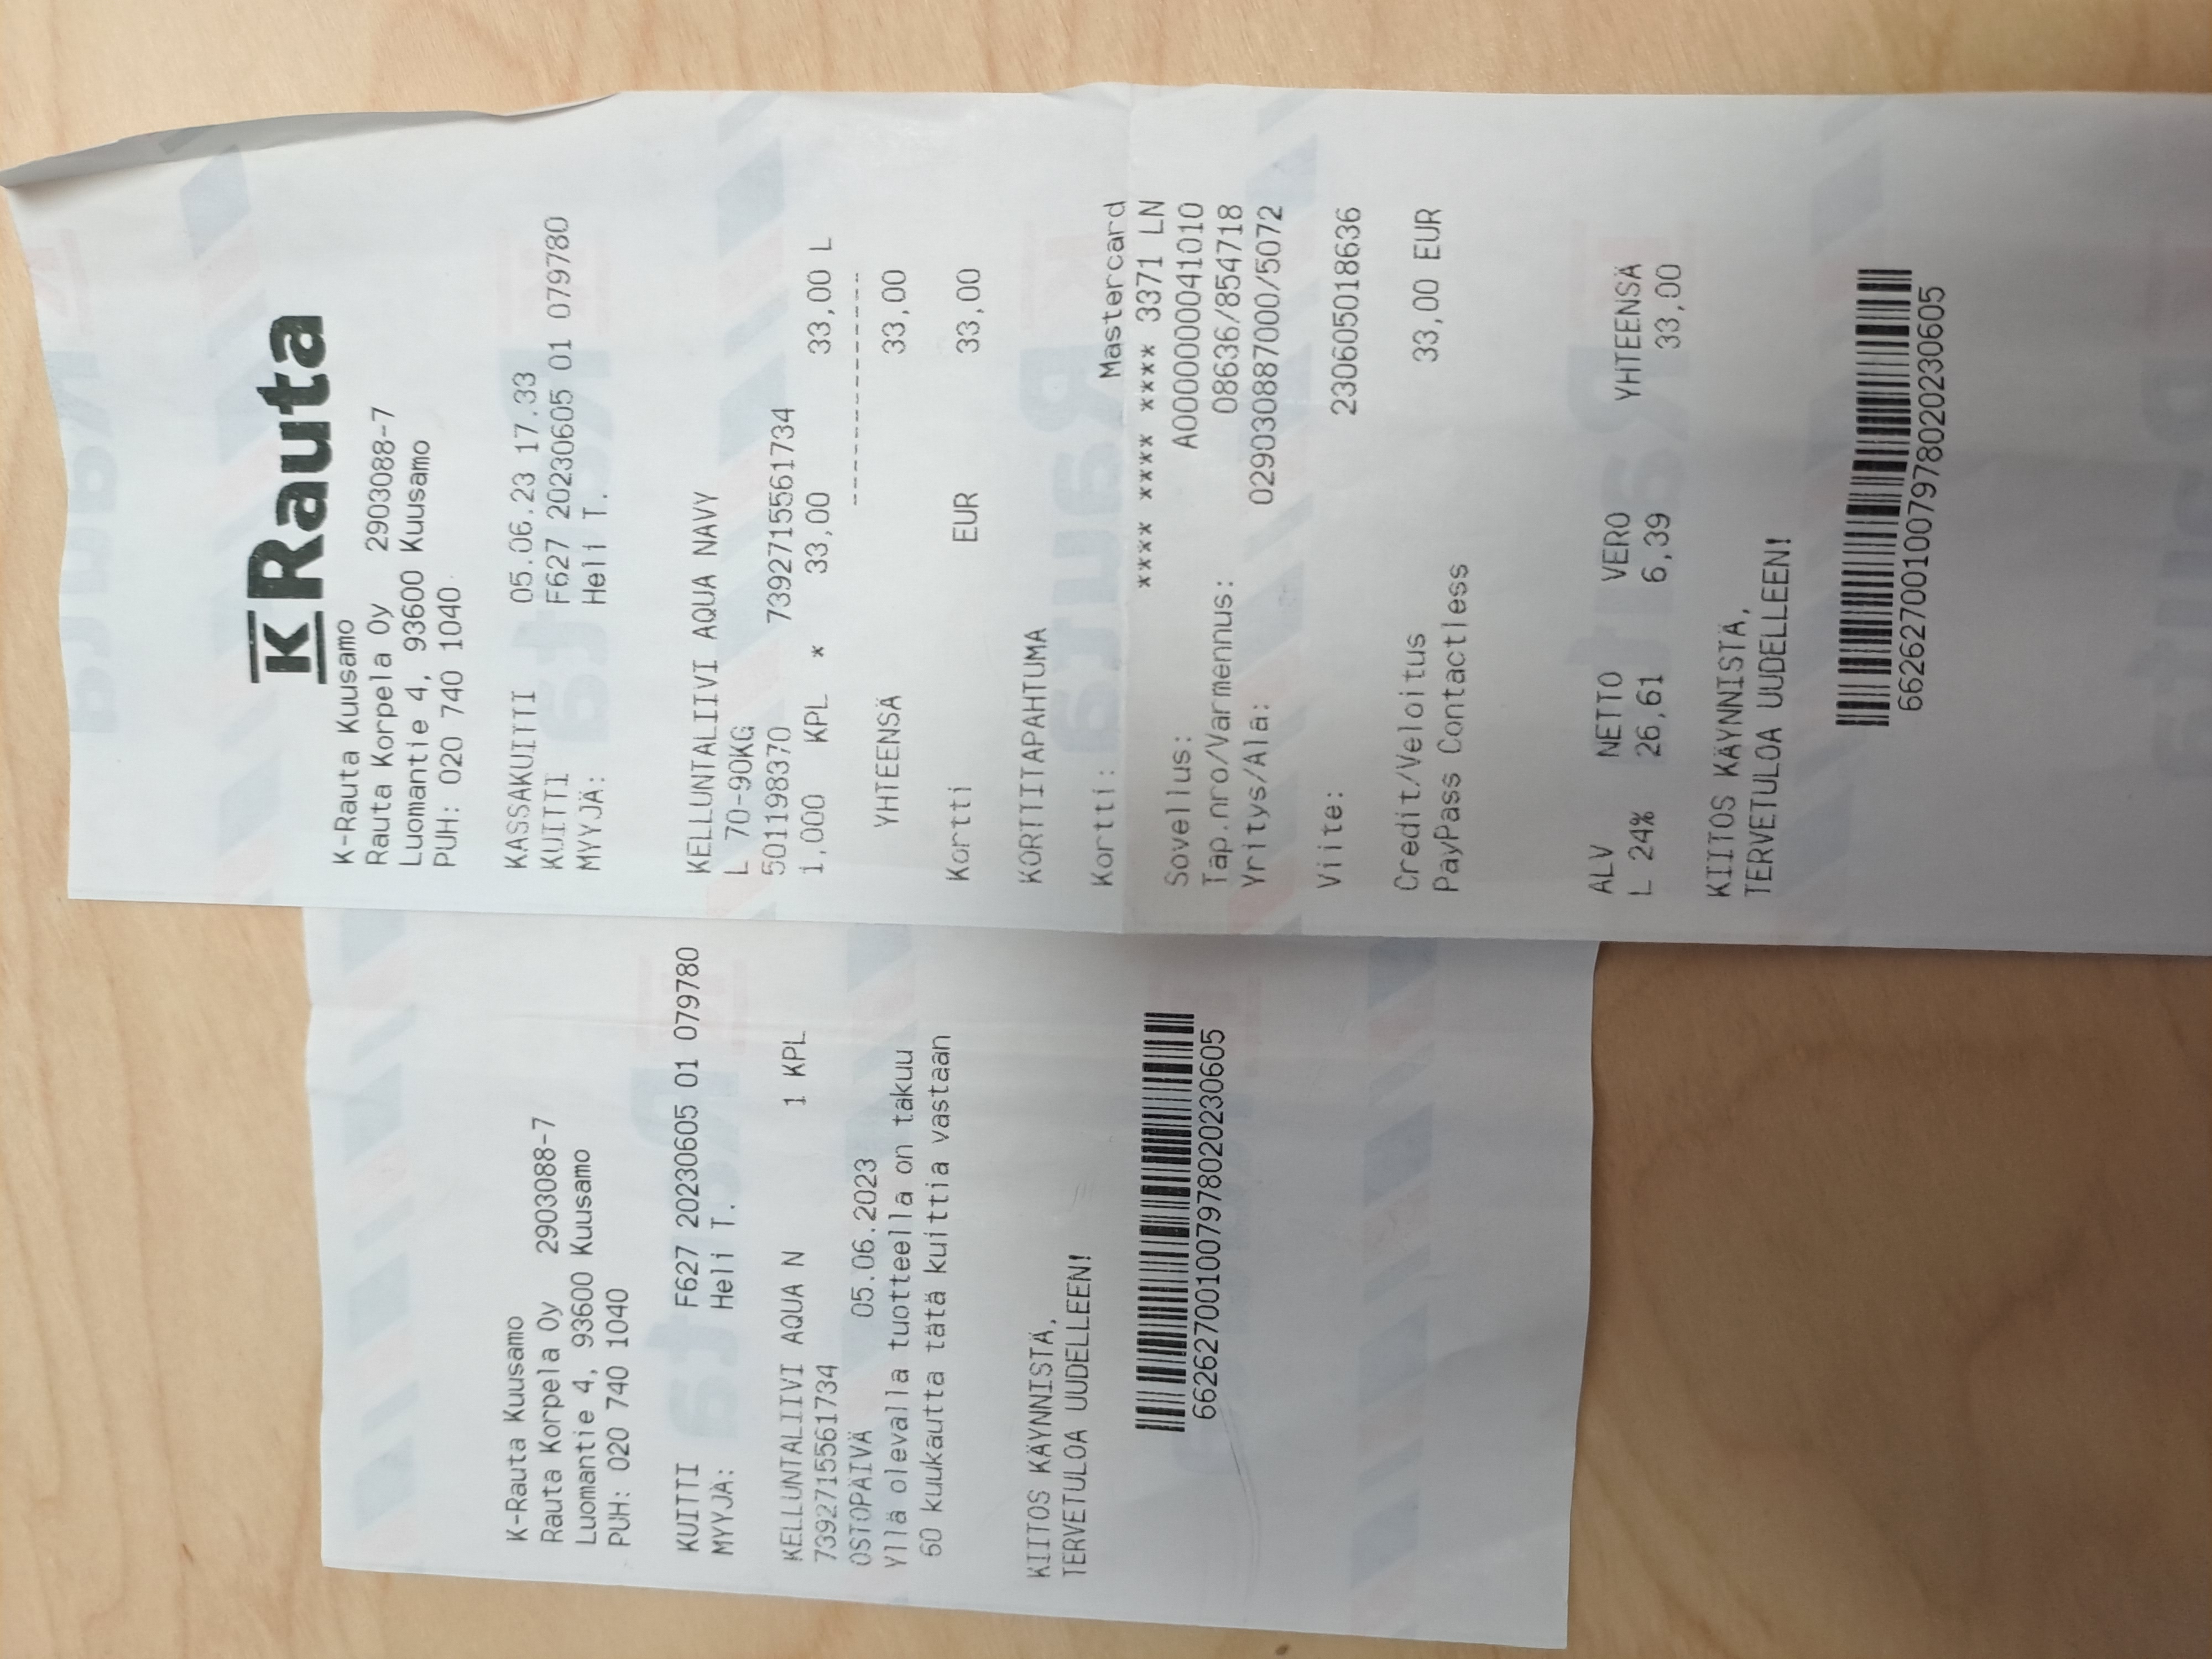 K Rauta
K-Rauta Kuusamo
Rauta Korpela Oy 2903088-7
Luomantie 4, 93600 Kuusamo
PUH: 020 740 1040
KASSAKUITTI 05.06.23 17.33
KUITTI F627 20230605 01 079780
MYYJÄ: Heli T.
KELLUNTALIIVI AQUA NAVY
L 70-90KG
501198370 7392715561734
1,000 KPL * 33,00 33,00 L
--------------------
YHTEENSÄ 33,00
Kortti EUR 33,00
KORTTITAPAHTUMA
Kortti: Mastercard
**** **** **** 3371 LN
Sovellus: A0000000041010
Tap.nro/Varmennus: 08636/854718
Yritys/Ala: 029030887000/5072
Viite: 230605018636
Credit/Veloitus 33,00 EUR
PayPass Contactless
ALV NETTO VERO YHTEENSÄ
L 24% 26,61 6,39 33,00
KIITOS KÄYNNISTÄ,
TERVETULOA UUDELLEEN!
662627001007978020230605
K-Rauta Kuusamo
Rauta Korpela Oy 2903088-7
Luomantie 4, 93600 Kuusamo
PUH: 020 740 1040
KUITTI F627 20230605 01 079780
MYYJÄ: Heli T.
KELLUNTALIIVI AQUA N 1 KPL
7392715561734
OSTOPÄIVÄ 05.06.2023
Yllä olevalla tuotteella on takuu
60 kuukautta tätä kuittia vastaan
KIITOS KÄYNNISTÄ,
TERVETULOA UUDELLEEN!
662627001007978020230605